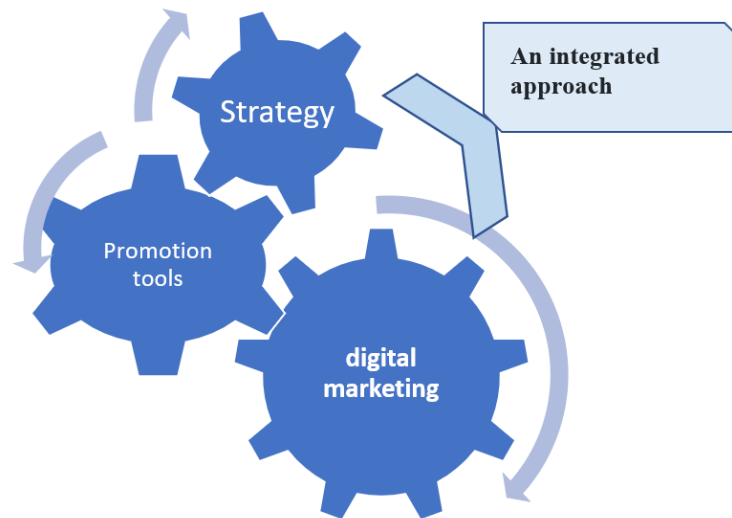 An integrated
approach
Strategy
Promotion
tools
digital
marketing